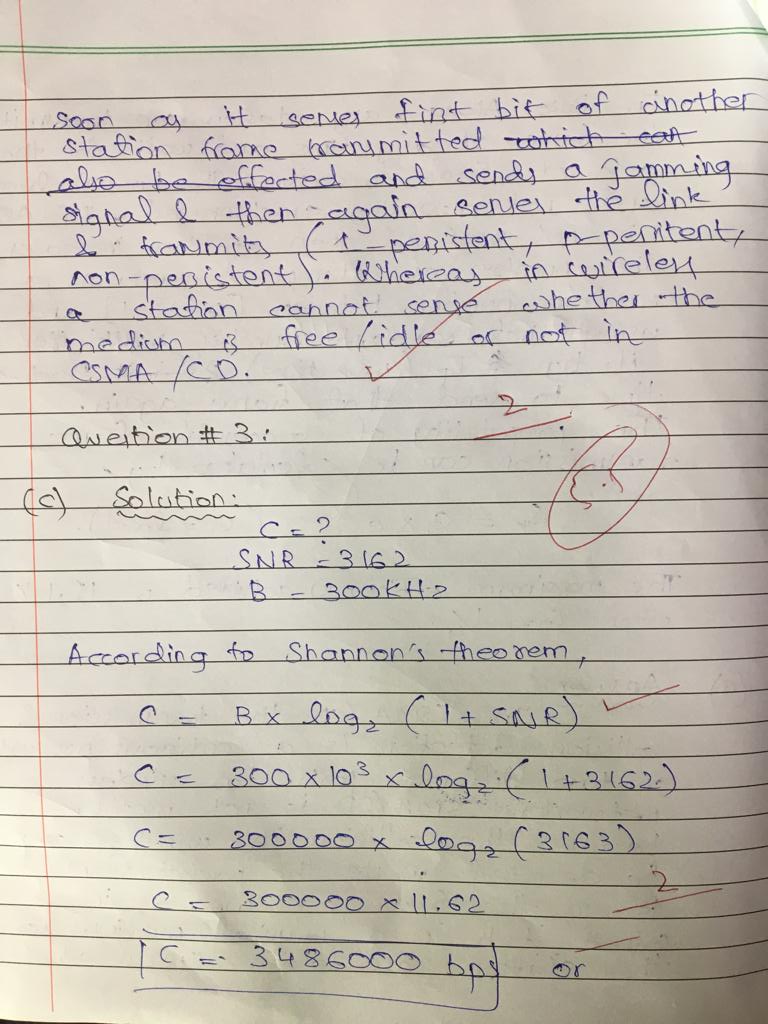 soon as it senses first bit of another
station frame transmitted which can
also be effected and sends a jamming
signal & then again senses the link
& transmits (1-persistent, p-persitent,
non-persistent). Whereas in wireless
a station cannot sense whether the
medium is free / idle or not in
CSMA /CD.
2
Question # 3:
(c) Solution:
C = ?
SNR = 3162
B = 300KHz
According to Shannon's theorem,
C = B x log₂ (1 + SNR)
C = 300 x 10³ x log₂ (1 + 3162)
C = 300000 x log₂ (3163)
C = 300000 x 11.62
2
C = 3486000 bps or